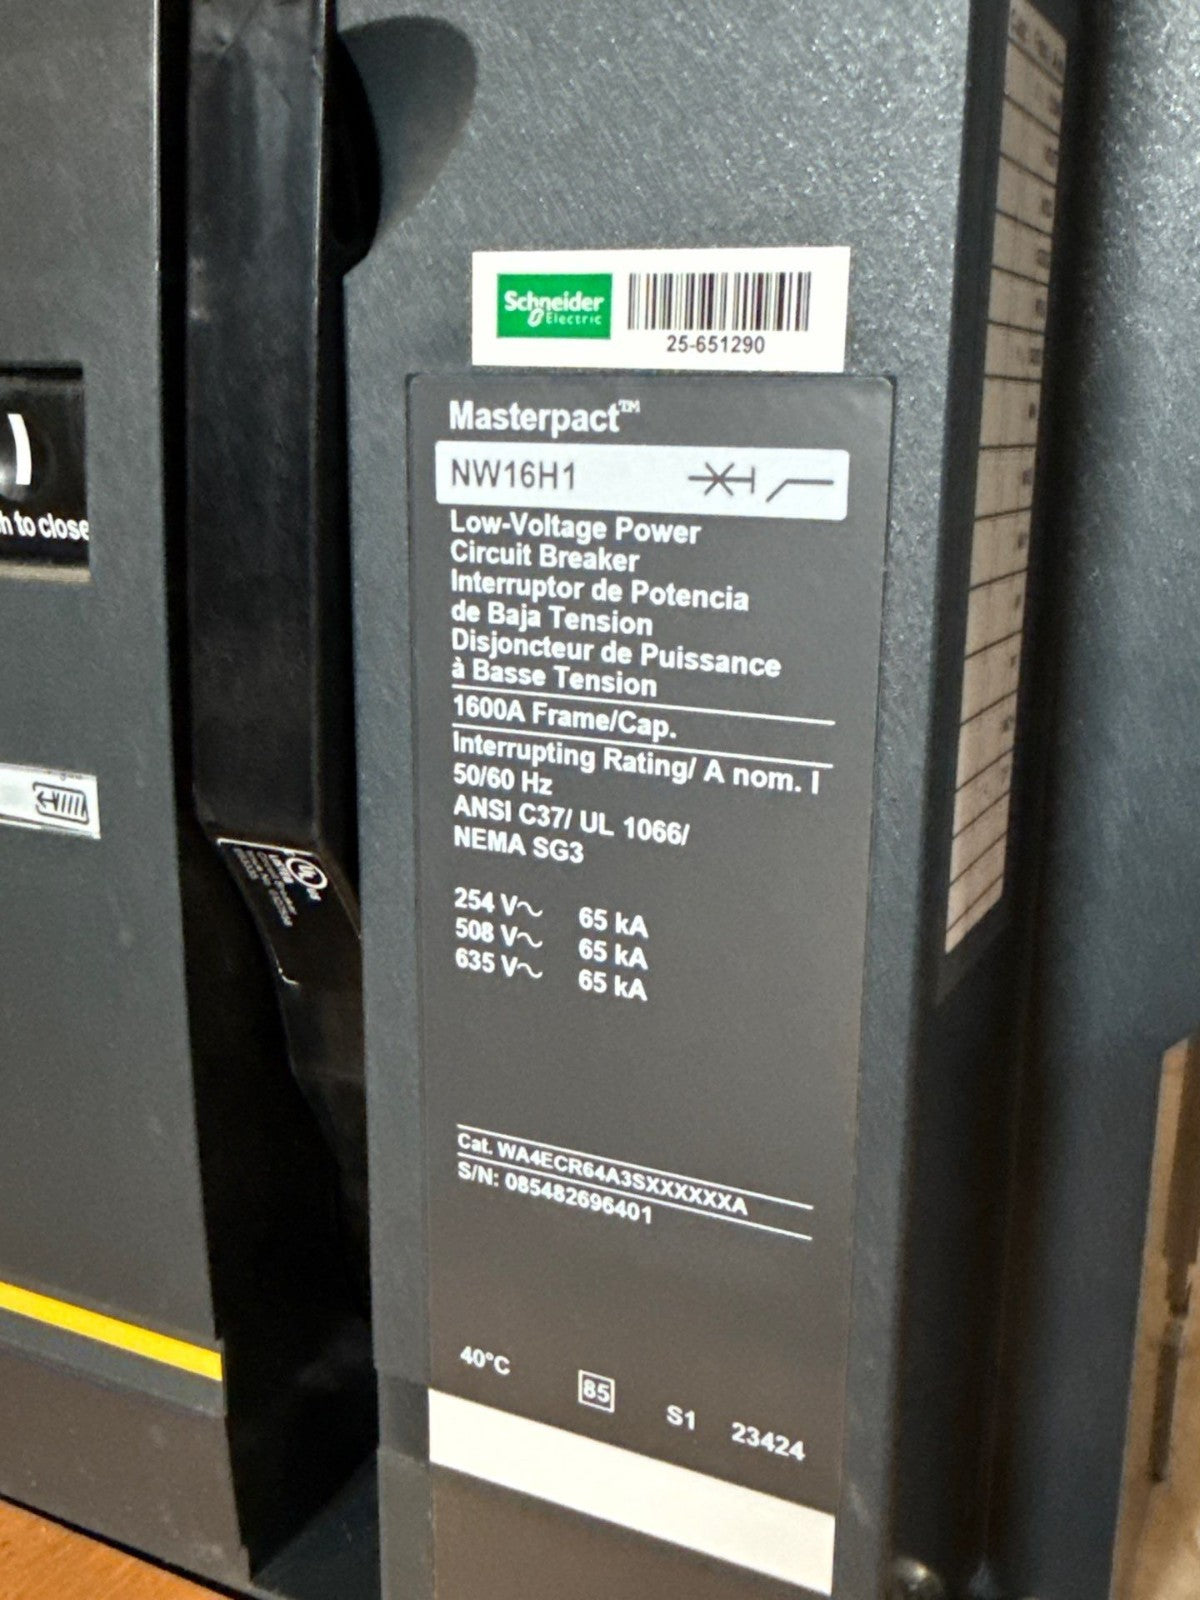 Schneider
Electric
25-651290
Masterpact™
NW16H1
Low-Voltage Power
Circuit Breaker
Interruptor de Potencia
de Baja Tension
Disjoncteur de Puissance
à Basse Tension
1600A Frame/Cap.
Interrupting Rating/ A nom. I
50/60 Hz
ANSI C37/ UL 1066/
NEMA SG3
254 V~ 65 kA
508 V~ 65 kA
635 V~ 65 kA
Cat. WA4ECR64A3SXXXXXXA
S/N: 085482696401
40°C 85 S1 23424
to close
UL
LISTED